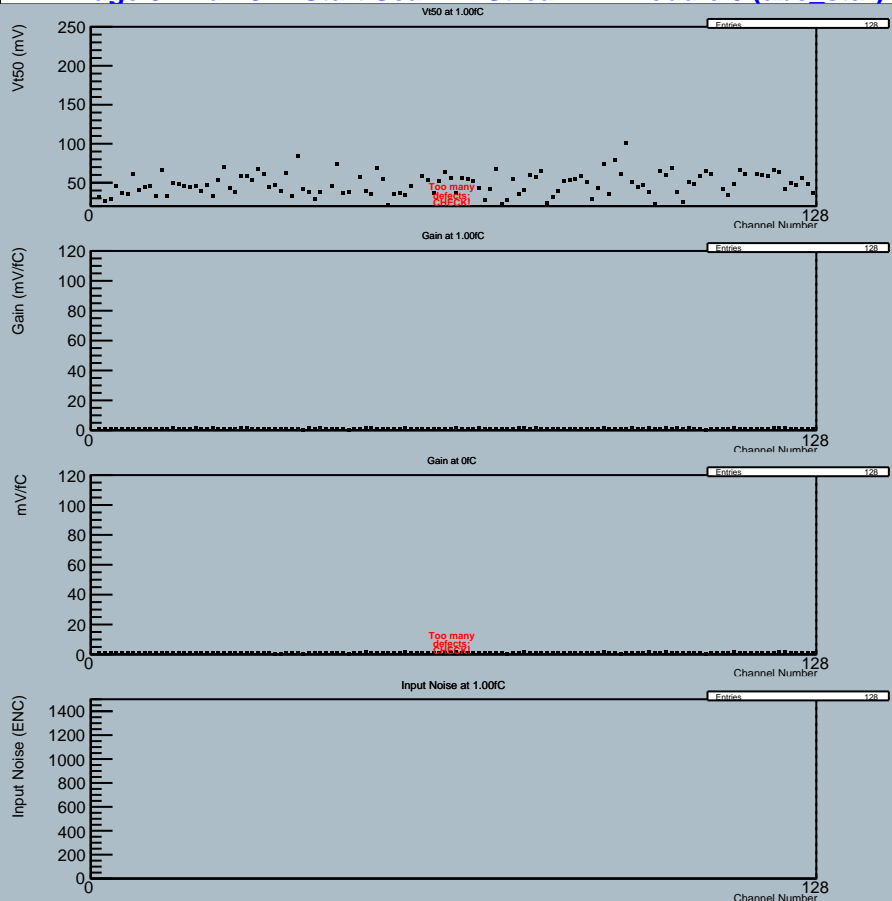 Vt50 at 1.00fC
Entries 128
Vt50 (mV)
250
200
150
100
50
Too many
defects:
CHECK!
0
128
Channel Number
Gain at 1.00fC
Entries 128
Gain (mV/fC)
120
100
80
60
40
20
0
0
128
Channel Number
Gain at 0fC
Entries 128
mV/fC
120
100
80
60
40
20
0
Too many
defects:
CHECK!
0
128
Channel Number
Input Noise at 1.00fC
Entries 128
Input Noise (ENC)
1400
1200
1000
800
600
400
200
0
0
128
Channel Number